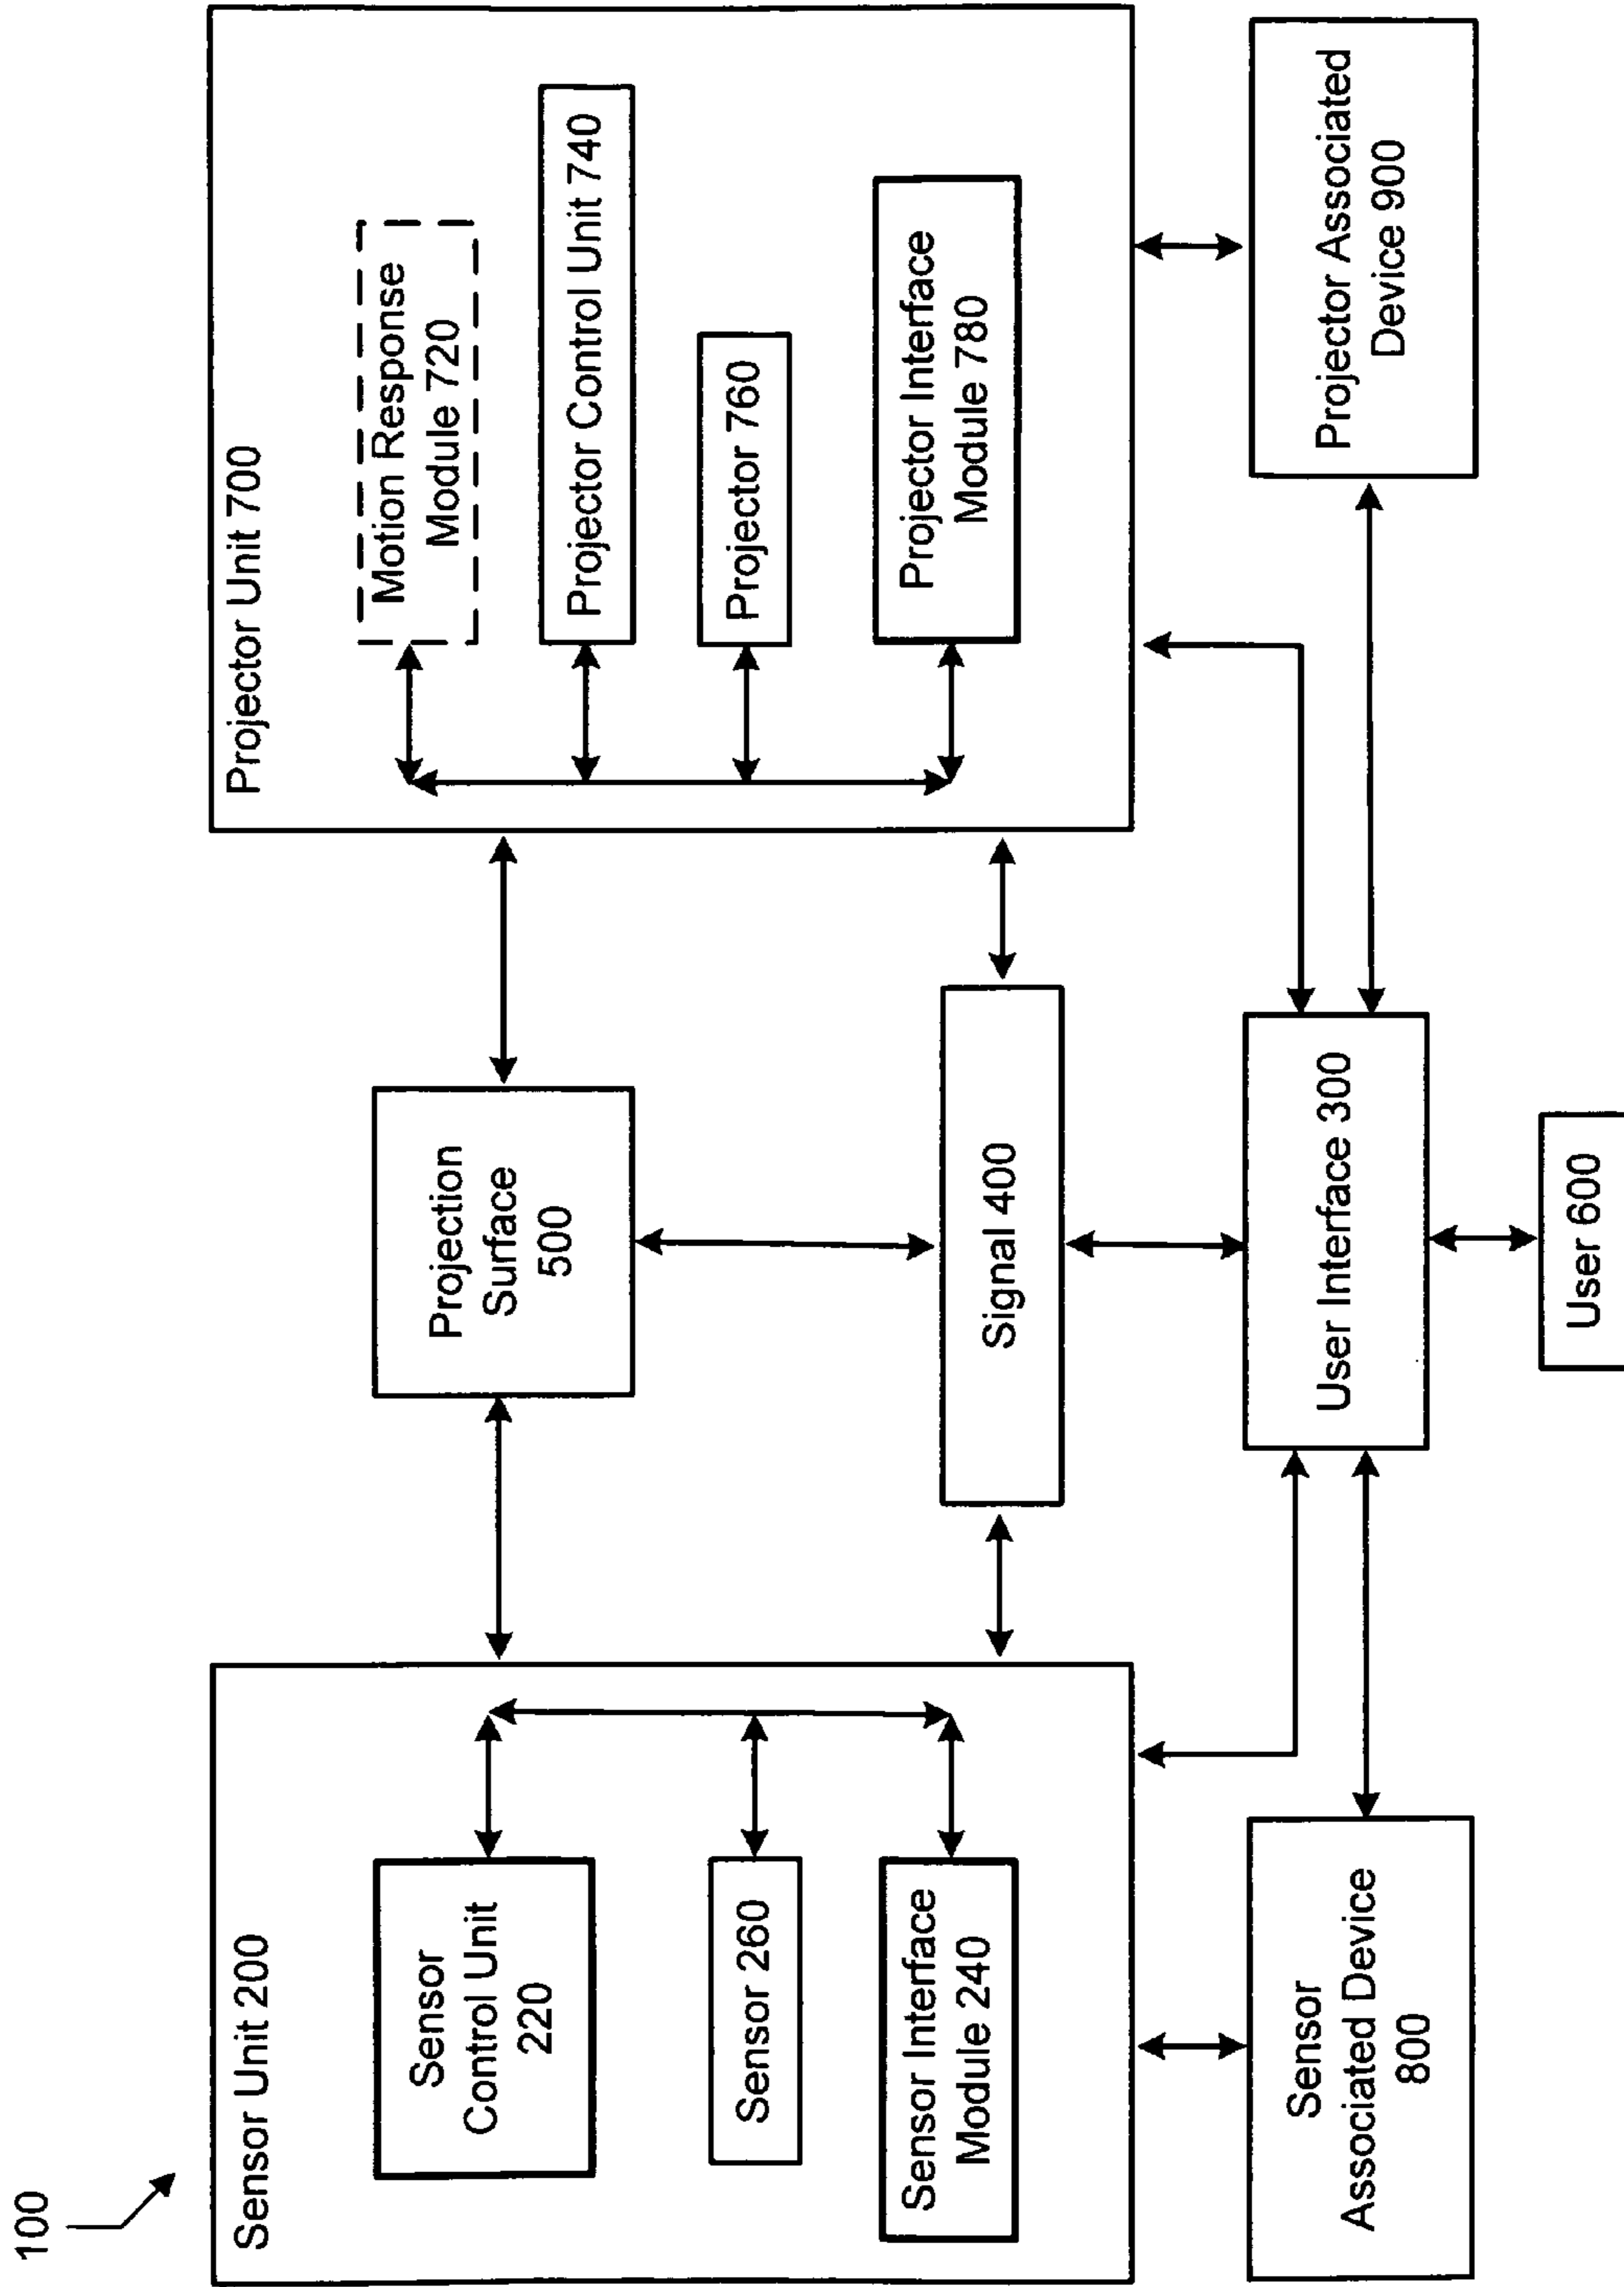 100
Sensor Unit 200
Sensor
Control Unit
220
Sensor 260
Sensor Interface
Module 240
Sensor
Associated Device
800
Projection
Surface
500
Signal 400
User Interface 300
User 600
Projector Unit 700
Motion Response
Module 720
Projector Control Unit 740
Projector 760
Projector Interface
Module 780
Projector Associated
Device 900